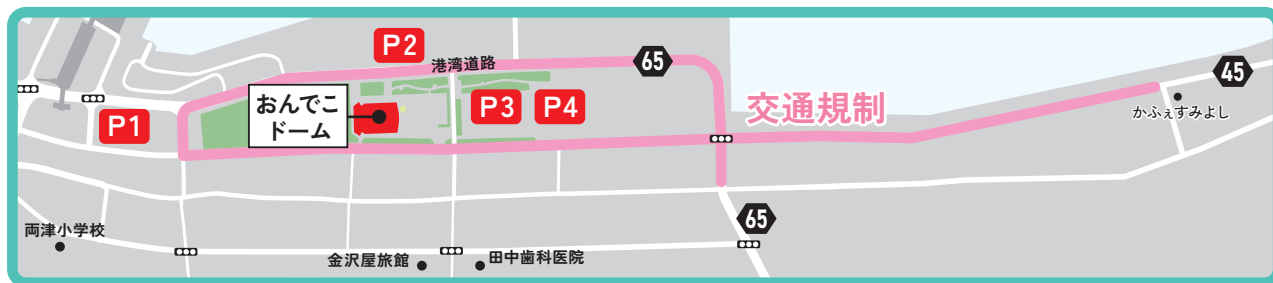 P2
港湾道路
65
45
P1
おんでこ
ドーム
P3
P4
交通規制
かふぇすみよし
65
両津小学校
金沢屋旅館
田中歯科医院